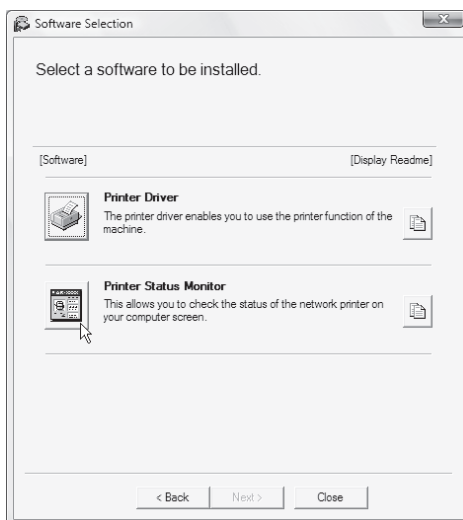 Software Selection
Select a software to be installed.
[Software] [Display Readme]
Printer Driver
The printer driver enables you to use the printer function of the
machine.
Printer Status Monitor
This allows you to check the status of the network printer on
your computer screen.
< Back Next > Close